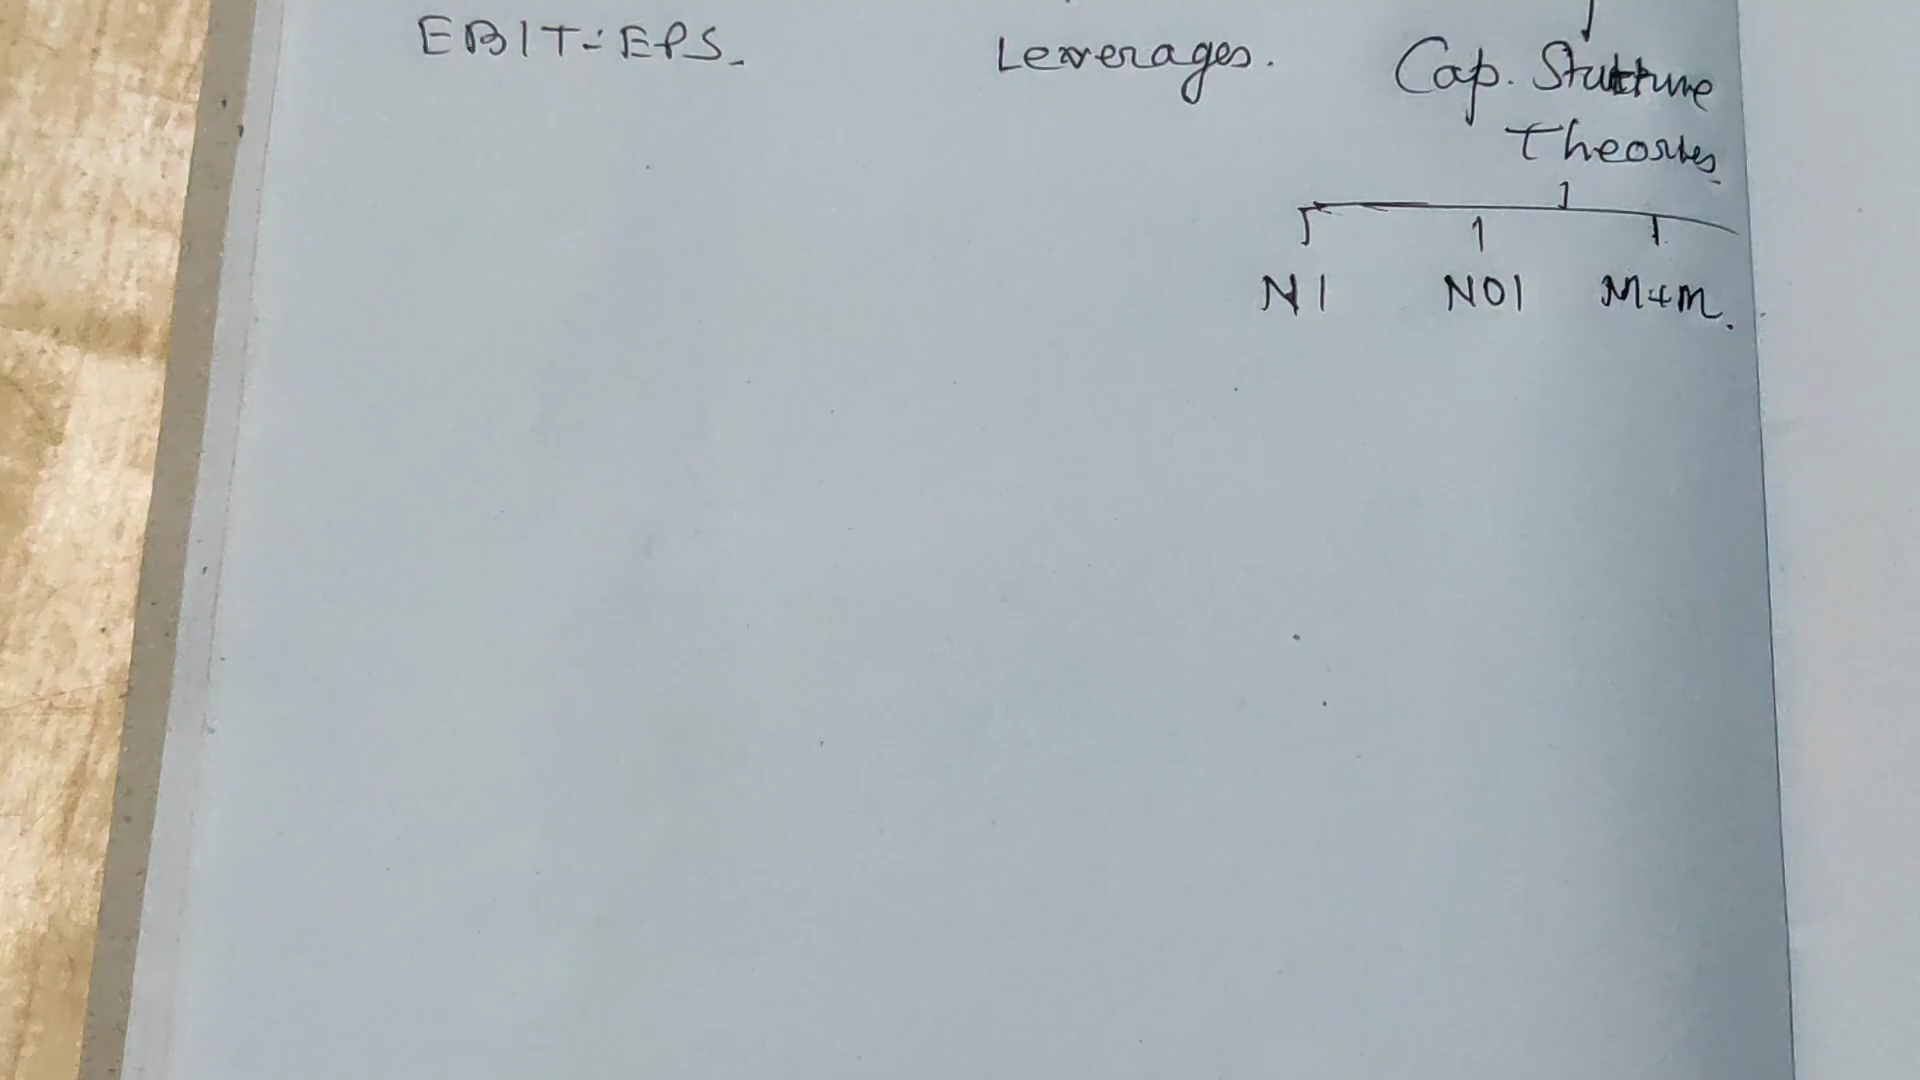 EBIT-EPS.
Leverages.
Cap. Structure
Theories
NI NOI M+M.